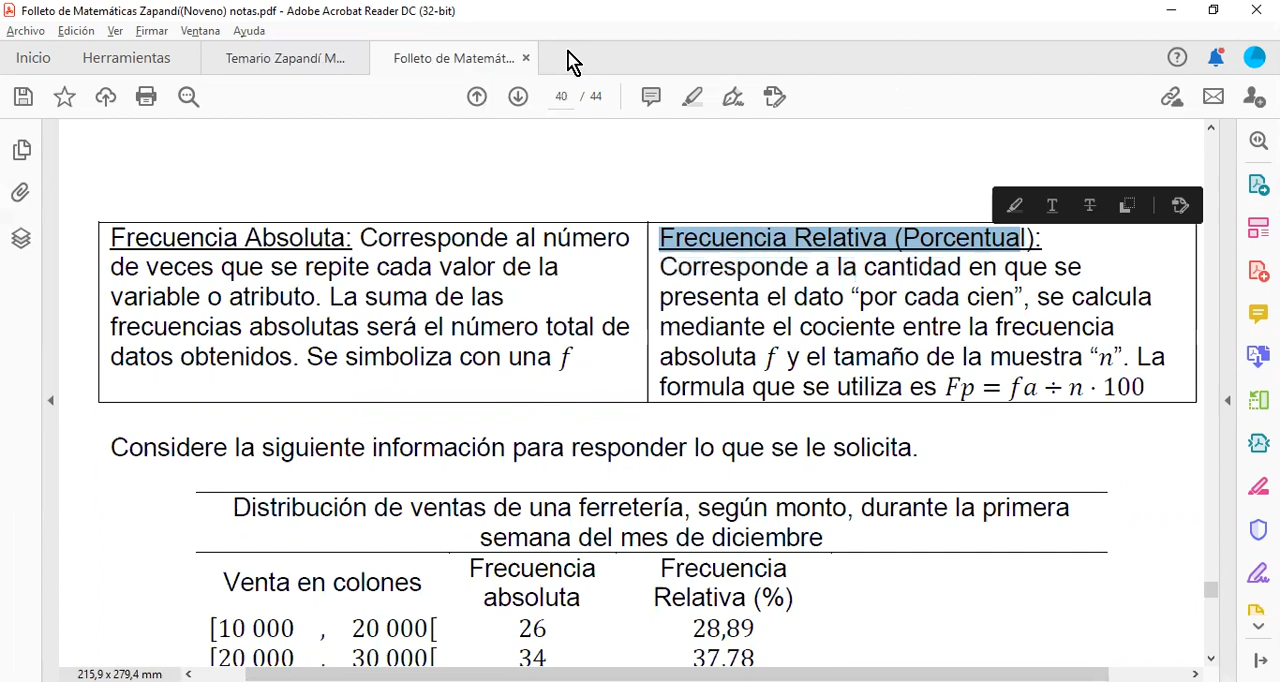 Folleto de Matemáticas Zapandí(Noveno) notas.pdf - Adobe Acrobat Reader DC (32-bit)
Archivo Edición Ver Firmar Ventana Ayuda
Inicio Herramientas Temario Zapandí M... Folleto de Matemát... ×
40 / 44
Frecuencia Absoluta: Corresponde al número
de veces que se repite cada valor de la
variable o atributo. La suma de las
frecuencias absolutas será el número total de
datos obtenidos. Se simboliza con una f
Frecuencia Relativa (Porcentual):
Corresponde a la cantidad en que se
presenta el dato “por cada cien”, se calcula
mediante el cociente entre la frecuencia
absoluta f y el tamaño de la muestra “n”. La
formula que se utiliza es Fp = fa ÷ n · 100
Considere la siguiente información para responder lo que se le solicita.
Distribución de ventas de una ferretería, según monto, durante la primera
semana del mes de diciembre
Venta en colones
Frecuencia
absoluta
Frecuencia
Relativa (%)
[10 000 , 20 000[ 26 28,89
[20 000 , 30 000[ 34 37,78
215,9 x 279,4 mm